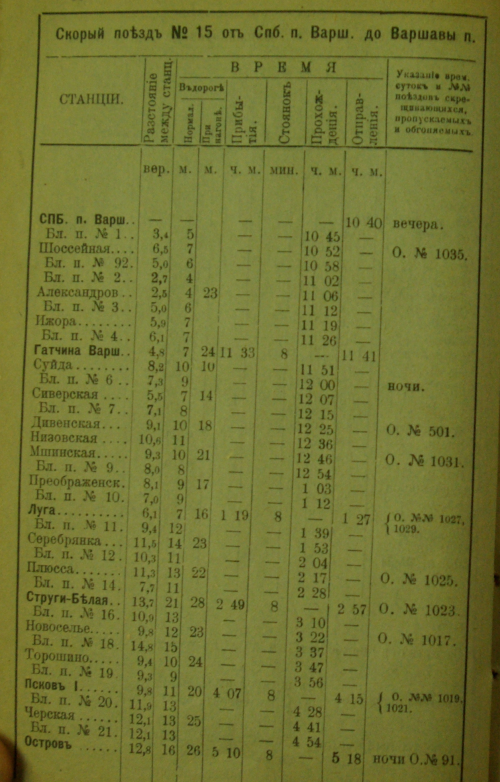 Скорый поѣздъ № 15 отъ Спб. п. Варш. до Варшавы п.
СТАНЦIИ.
Разстоянiе между станц.
ВРЕМЯ
Въ дорогѣ
Нормал.
При нагонѣ.
Прибытiя.
Стоянокъ
Прохожденiя.
Отправленiя.
Указанiе врем. сутокъ и №№ поѣздовъ скрещивающихся, пропускаемыхъ и обгоняемыхъ.
вер. м. м. ч. м. мин. ч. м. ч. м.
СПБ. п. Варш.. — — — — — 10 40 вечера.
Бл. п. № 1.. 3,4 5 — — 10 45 —
Шоссейная.... 6,5 7 — — 10 52 — О. № 1035.
Бл. п. № 92. 5,0 6 — — 10 58 —
Бл. п. № 2.. 2,7 4 — — 11 02 —
Александров.. 2,5 4 23 — — 11 06 —
Бл. п. № 3.. 5,0 6 — — 11 12 —
Ижора........ 5,9 7 — — 11 19 —
Бл. п. № 4.. 6,1 7 — — 11 26 —
Гатчина Варш.. 4,8 7 24 11 33 8 — 11 41
Суйда........ 8,2 10 10 — — 11 51 —
Бл. п. № 6.. 7,3 9 — — 12 00 — ночи.
Сиверская.... 5,5 7 14 — — 12 07 —
Бл. п. № 7.. 7,1 8 — — 12 15 —
Дивенская... 9,1 10 18 — — 12 25 — О. № 501.
Низовская... 10,8 11 — — 12 36 —
Мшинская.... 9,3 10 21 — — 12 46 — О. № 1031.
Бл. п. № 9.. 8,0 8 — — 12 54 —
Преображенск. 8,1 9 17 — — 1 03 —
Бл. п. № 10. 7,0 9 — — 1 12 —
Луга......... 6,1 7 16 1 19 8 — 1 27 { О. №№ 1027, 1029.
Бл. п. № 11. 9,4 12 — — 1 39 —
Серебрянка... 11,5 14 23 — — 1 53 —
Бл. п. № 12. 10,3 11 — — 2 04 —
Плюсса...... 11,3 13 22 — — 2 17 — О. № 1025.
Бл. п. № 14. 7,7 11 — — 2 28 —
Струги-Бѣлая.. 13,7 21 28 2 49 8 — 2 57 О. № 1023.
Бл. п. № 16. 10,9 13 — — 3 10 —
Новоселье... 9,8 12 23 — — 3 22 — О. № 1017.
Бл. п. № 18. 14,8 15 — — 3 37 —
Торошино.... 9,4 10 24 — — 3 47 —
Бл. п. № 19 9,3 9 — — 3 56 —
Псковъ I..... 9,8 11 20 4 07 8 — 4 15 { О. №№ 1019, 1021.
Бл. п. № 20. 11,9 13 — — 4 28 —
Черская..... 12,1 13 25 — — 4 41 —
Бл. п. № 21. 12,1 13 — — 4 54 —
Островъ ...... 12,8 16 26 5 10 8 — 5 18 ночи О. № 91.